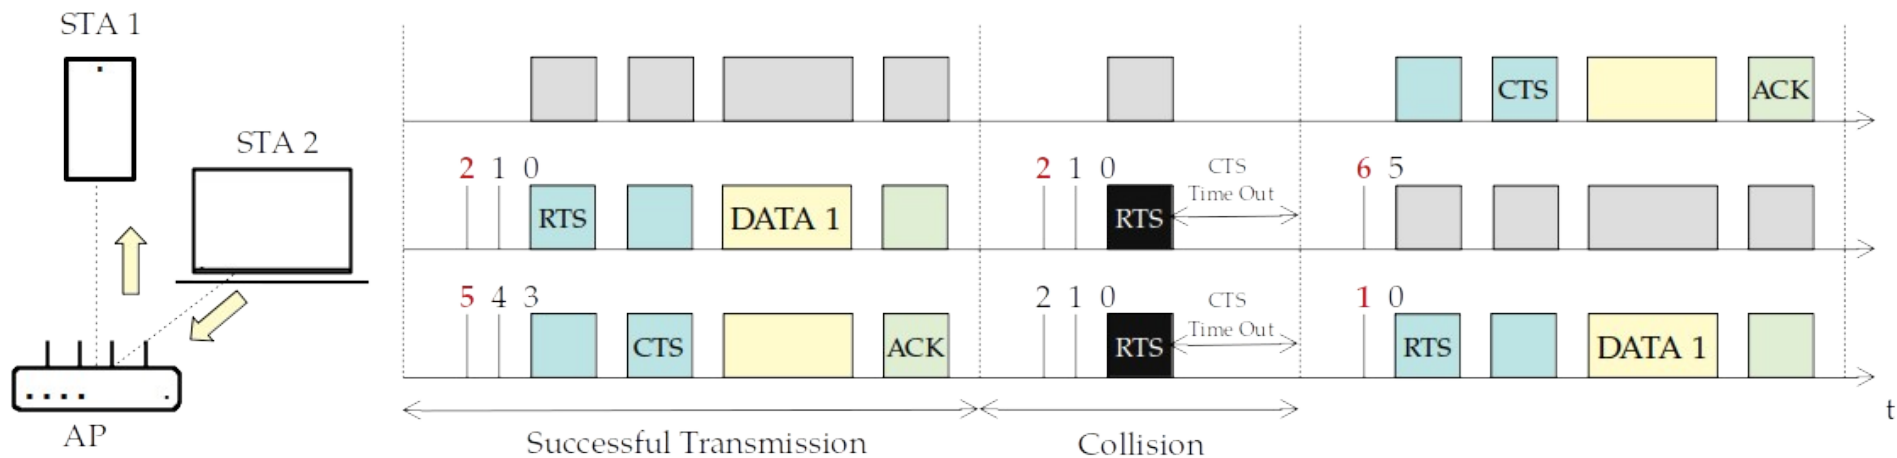 STA 1
STA 2
AP
CTS ACK
2 1 0 2 1 0 CTS 6 5
Time Out
RTS DATA 1 RTS
5 4 3 2 1 0 CTS 1 0
Time Out
CTS ACK RTS RTS DATA 1
t
Successful Transmission Collision